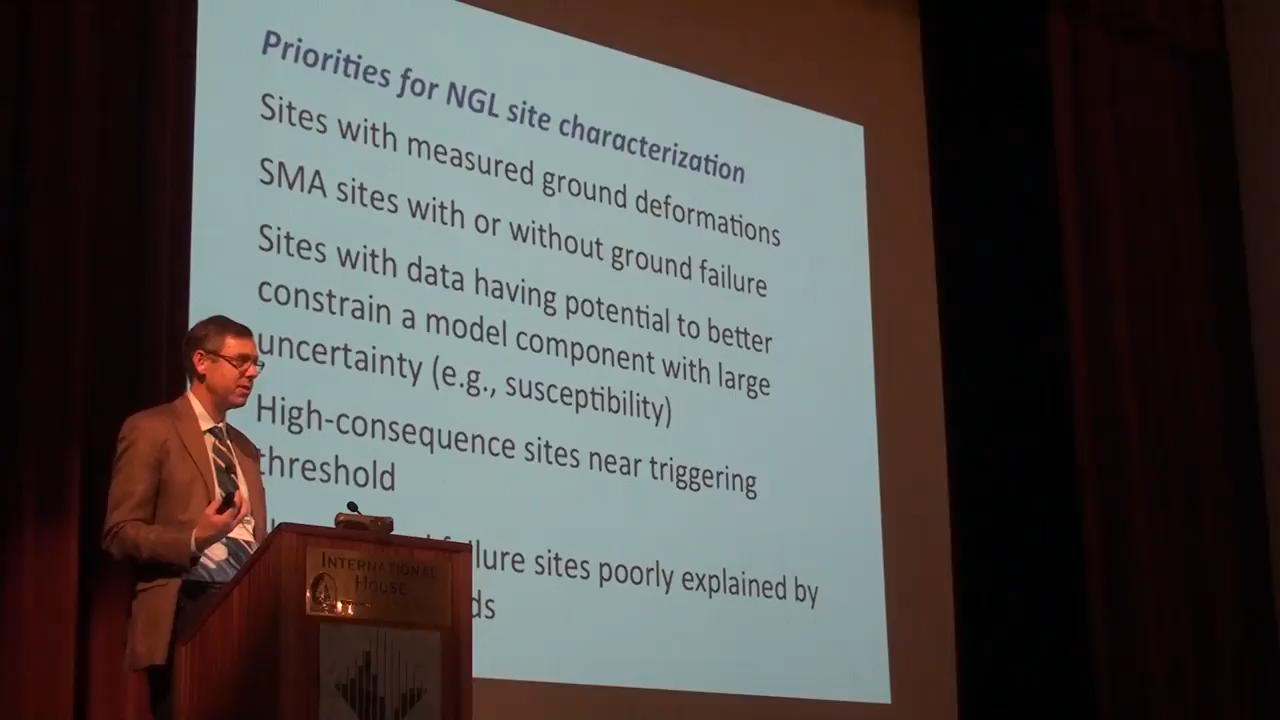 Priorities for NGL site characterization
Sites with measured ground deformations
SMA sites with or without ground failure
Sites with data having potential to better
constrain a model component with large
uncertainty (e.g., susceptibility)
High-consequence sites near triggering
threshold
sites poorly explained by
INTERNATIONAL
HOUSE